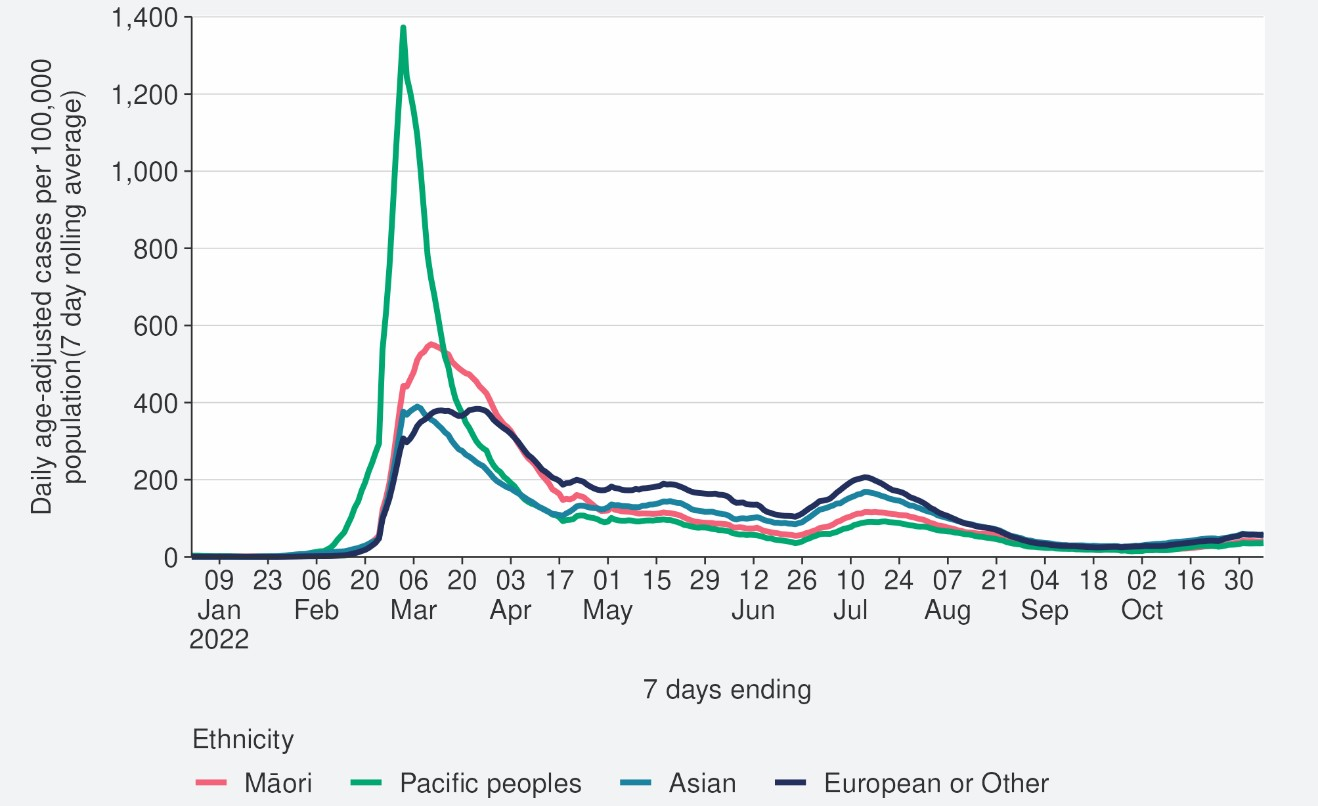 Daily age-adjusted cases per 100,000
population(7 day rolling average)
1,400
1,200
1,000
800
600
400
200
0
09 23 06 20 06 20 03 17 01 15 29 12 26 10 24 07 21 04 18 02 16 30
Jan Feb Mar Apr May Jun Jul Aug Sep Oct
2022
7 days ending
Ethnicity
Māori Pacific peoples Asian European or Other